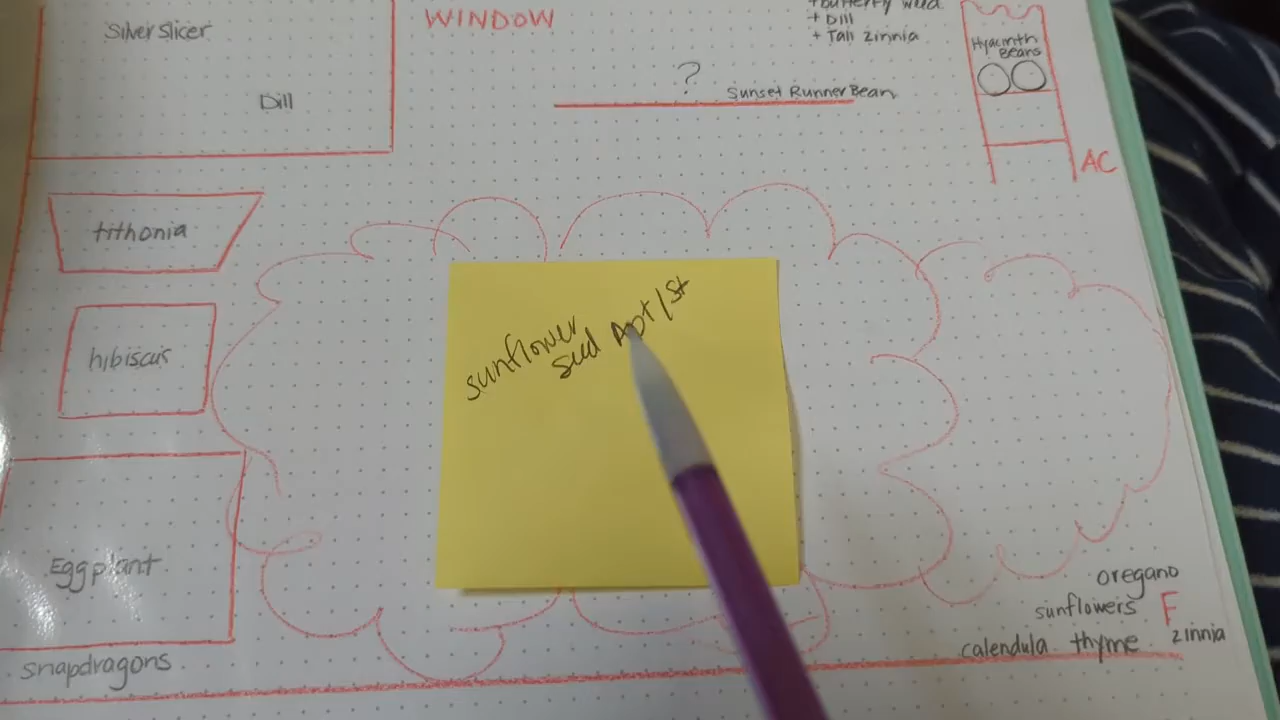 Silver Slicer
Dill
WINDOW
+ Dill
+ Tall Zinnia
Hyacinth
Beans
?
Sunset Runner Bean
AC
tithonia
hibiscus
Eggplant
snapdragons
sunflower
seed
oregano
sunflowers F
calendula thyme zinnia